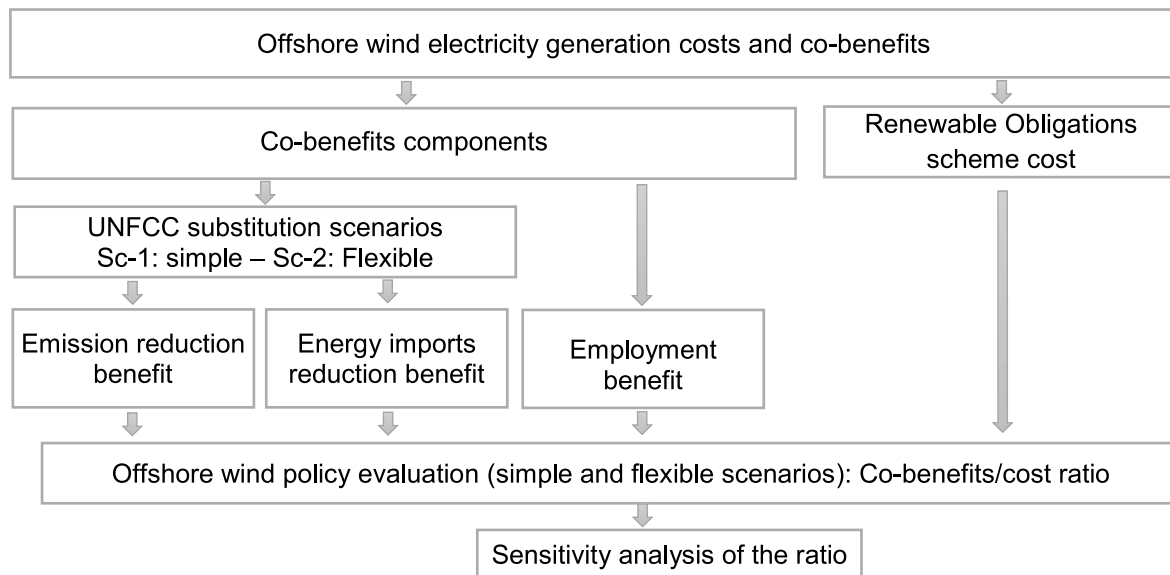 Offshore wind electricity generation costs and co-benefits
Co-benefits components
Renewable Obligations
scheme cost
UNFCC substitution scenarios
Sc-1: simple – Sc-2: Flexible
Emission reduction
benefit
Energy imports
reduction benefit
Employment
benefit
Offshore wind policy evaluation (simple and flexible scenarios): Co-benefits/cost ratio
Sensitivity analysis of the ratio